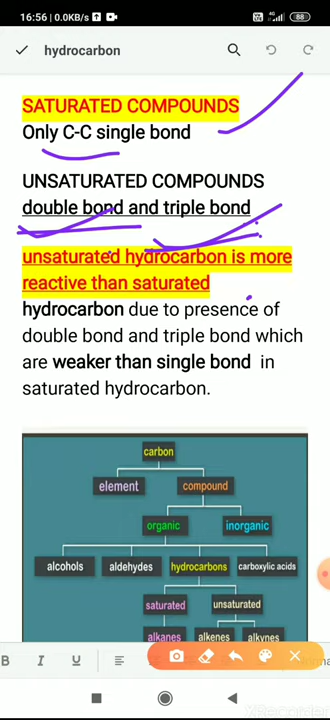 16:56 0.0KB/s
4G
88
hydrocarbon
SATURATED COMPOUNDS
Only C-C single bond
UNSATURATED COMPOUNDS
double bond and triple bond
unsaturated hydrocarbon is more
reactive than saturated
hydrocarbon due to presence of
double bond and triple bond which
are weaker than single bond in
saturated hydrocarbon.
carbon
element compound
organic inorganic
alcohols aldehydes hydrocarbons carboxylic acids
saturated unsaturated
alkanes alkenes alkynes
B I U